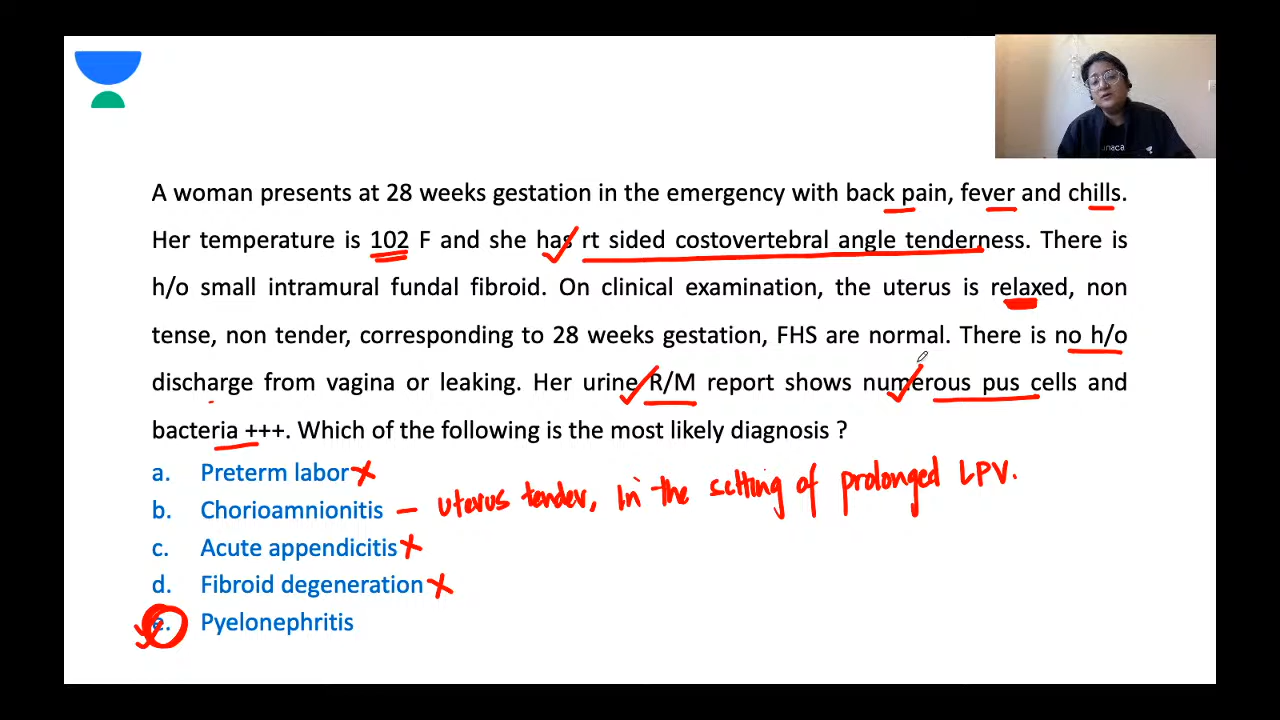 A woman presents at 28 weeks gestation in the emergency with back pain, fever and chills.
Her temperature is 102 F and she has rt sided costovertebral angle tenderness. There is
h/o small intramural fundal fibroid. On clinical examination, the uterus is relaxed, non
tense, non tender, corresponding to 28 weeks gestation, FHS are normal. There is no h/o
discharge from vagina or leaking. Her urine R/M report shows numerous pus cells and
bacteria +++. Which of the following is the most likely diagnosis ?
a. Preterm labor
b. Chorioamnionitis – uterus tender, In the setting of prolonged LPV.
c. Acute appendicitis
d. Fibroid degeneration
e. Pyelonephritis